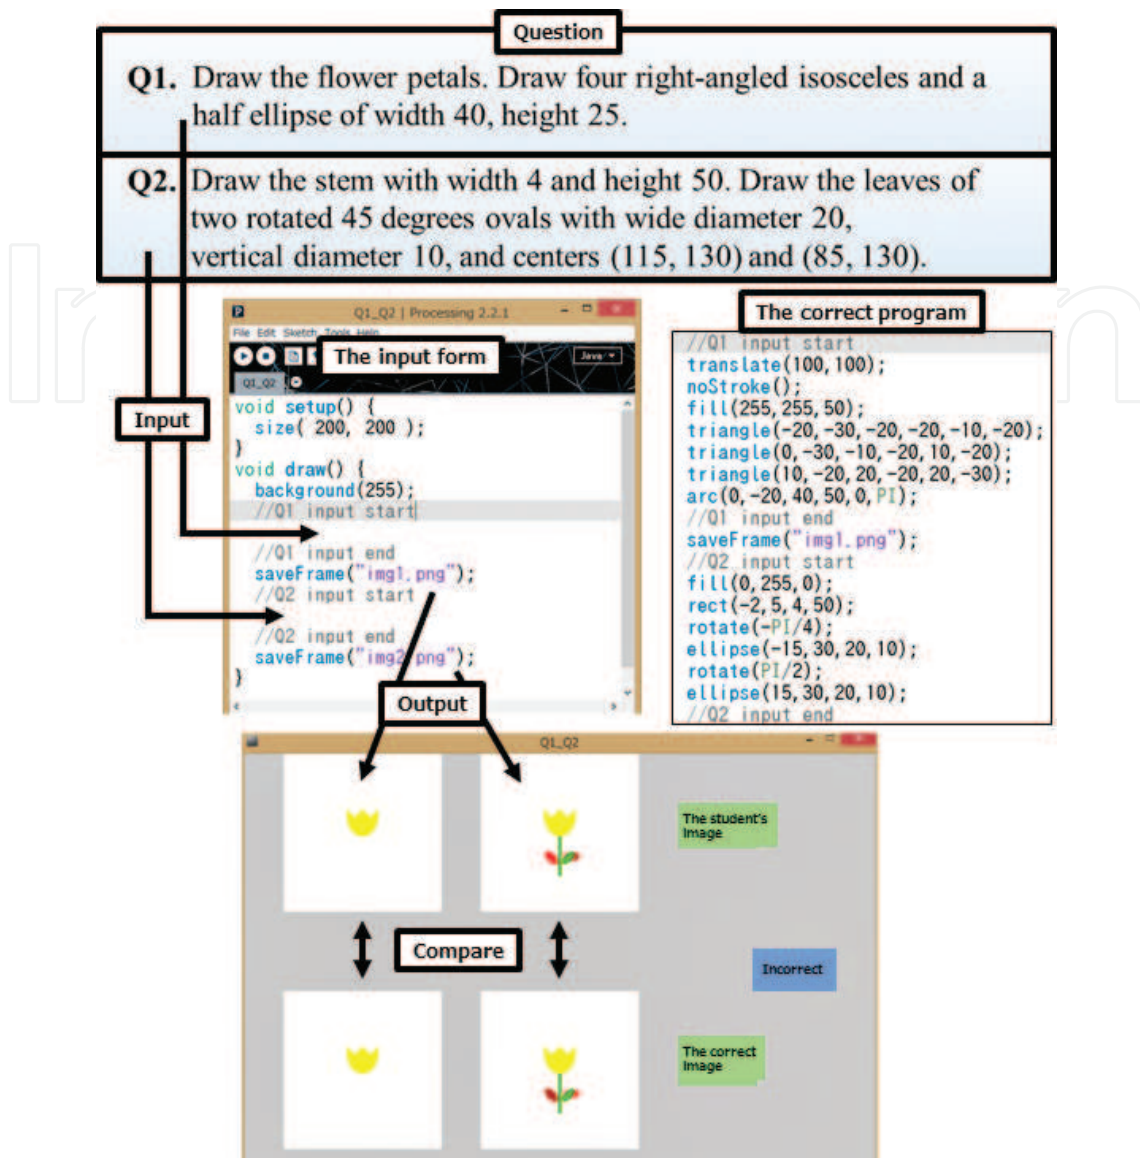 Question
Q1. Draw the flower petals. Draw four right-angled isosceles and a
half ellipse of width 40, height 25.
Q2. Draw the stem with width 4 and height 50. Draw the leaves of
two rotated 45 degrees ovals with wide diameter 20,
vertical diameter 10, and centers (115, 130) and (85, 130).
Q1_Q2 | Processing 2.2.1
File Edit Sketch Tools Help
The input form
Java
Q1_Q2
Input
void setup() {
size( 200, 200 );
}
void draw() {
background(255);
//Q1 input start
//Q1 input end
saveFrame("img1.png");
//Q2 input start
//Q2 input end
saveFrame("img2.png");
}
Output
The correct program
//Q1 input start
translate(100,100);
noStroke();
fill(255,255,50);
triangle(-20,-30,-20,-20,-10,-20);
triangle(0,-30,-10,-20,10,-20);
triangle(10,-20,20,-20,20,-30);
arc(0,-20,40,50,0,PI);
//Q1 input end
saveFrame("img1.png");
//Q2 input start
fill(0,255,0);
rect(-2,5,4,50);
rotate(-PI/4);
ellipse(-15,30,20,10);
rotate(PI/2);
ellipse(15,30,20,10);
//Q2 input end
Q1_Q2
The student's
Image
Compare
Incorrect
The correct
Image